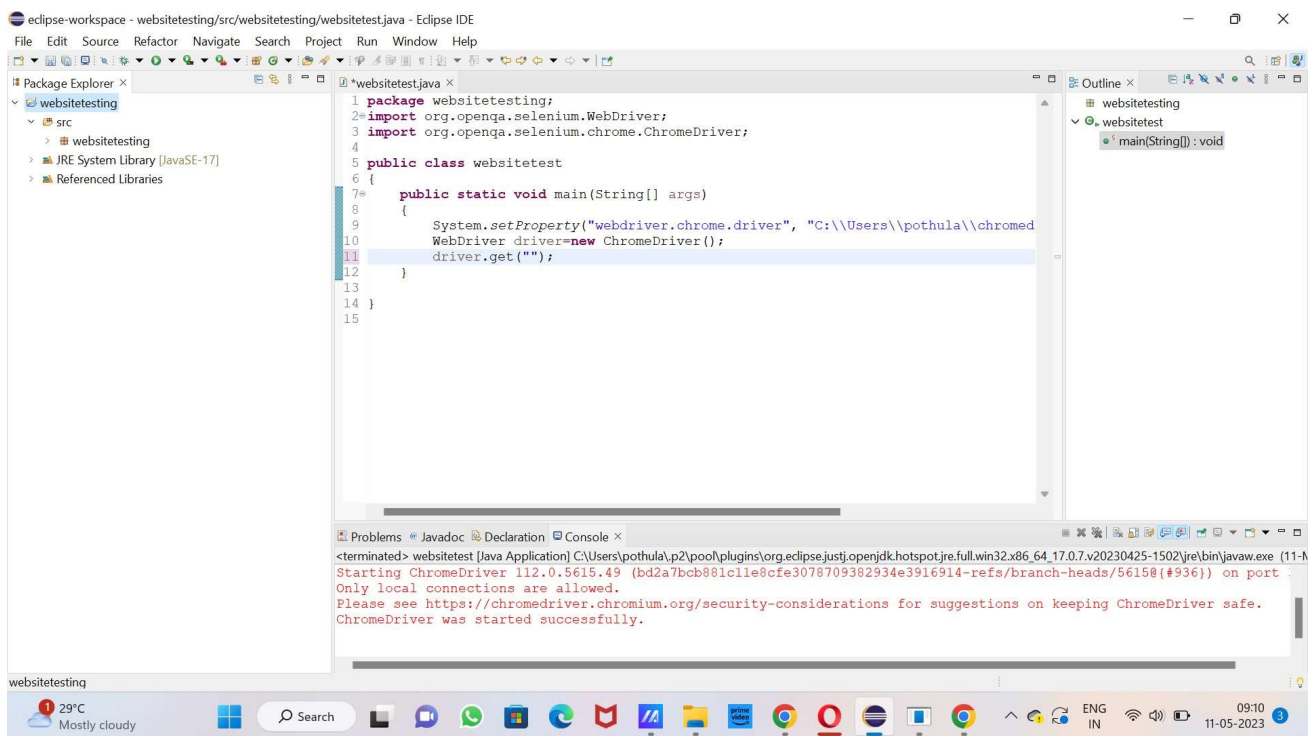 eclipse-workspace - websitetesting/src/websitetesting/websitetest.java - Eclipse IDE
File Edit Source Refactor Navigate Search Project Run Window Help
Package Explorer
websitetesting
src
websitetesting
JRE System Library [JavaSE-17]
Referenced Libraries
*websitetest.java
1 package websitetesting;
2 import org.openqa.selenium.WebDriver;
3 import org.openqa.selenium.chrome.ChromeDriver;
4
5 public class websitetest
6 {
7 public static void main(String[] args)
8 {
9 System.setProperty("webdriver.chrome.driver", "C:\\Users\\pothula\\chromed
10 WebDriver driver=new ChromeDriver();
11 driver.get("");
12 }
13
14 }
15
Outline
websitetesting
websitetest
main(String[]) : void
Problems Javadoc Declaration Console
<terminated> websitetest [Java Application] C:\Users\pothula\.p2\pool\plugins\org.eclipse.justj.openjdk.hotspot.jre.full.win32.x86_64_17.0.7.v20230425-1502\jre\bin\javaw.exe (11-
Starting ChromeDriver 112.0.5615.49 (bd2a7bcb881c11e8cfe3078709382934e3916914-refs/branch-heads/5615@{#936}) on port
Only local connections are allowed.
Please see https://chromedriver.chromium.org/security-considerations for suggestions on keeping ChromeDriver safe.
ChromeDriver was started successfully.
websitetesting
1
29°C
Mostly cloudy
Search
prime video
ENG
IN
09:10
11-05-2023
3